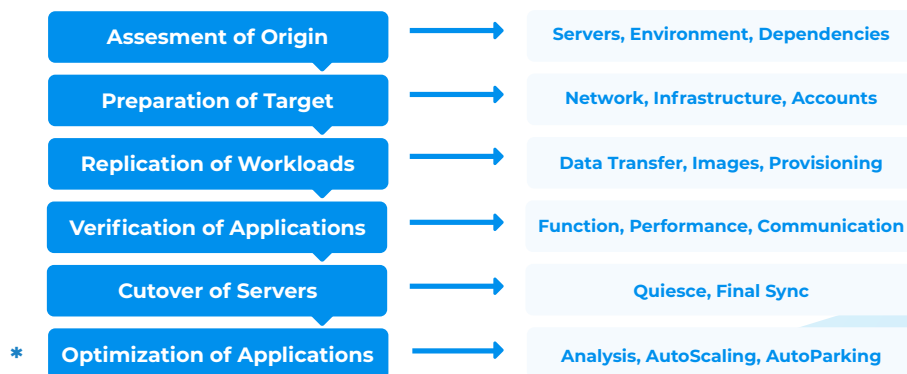 Assesment of Origin
Servers, Environment, Dependencies
Preparation of Target
Network, Infrastructure, Accounts
Replication of Workloads
Data Transfer, Images, Provisioning
Verification of Applications
Function, Performance, Communication
Cutover of Servers
Quiesce, Final Sync
* Optimization of Applications
Analysis, AutoScaling, AutoParking